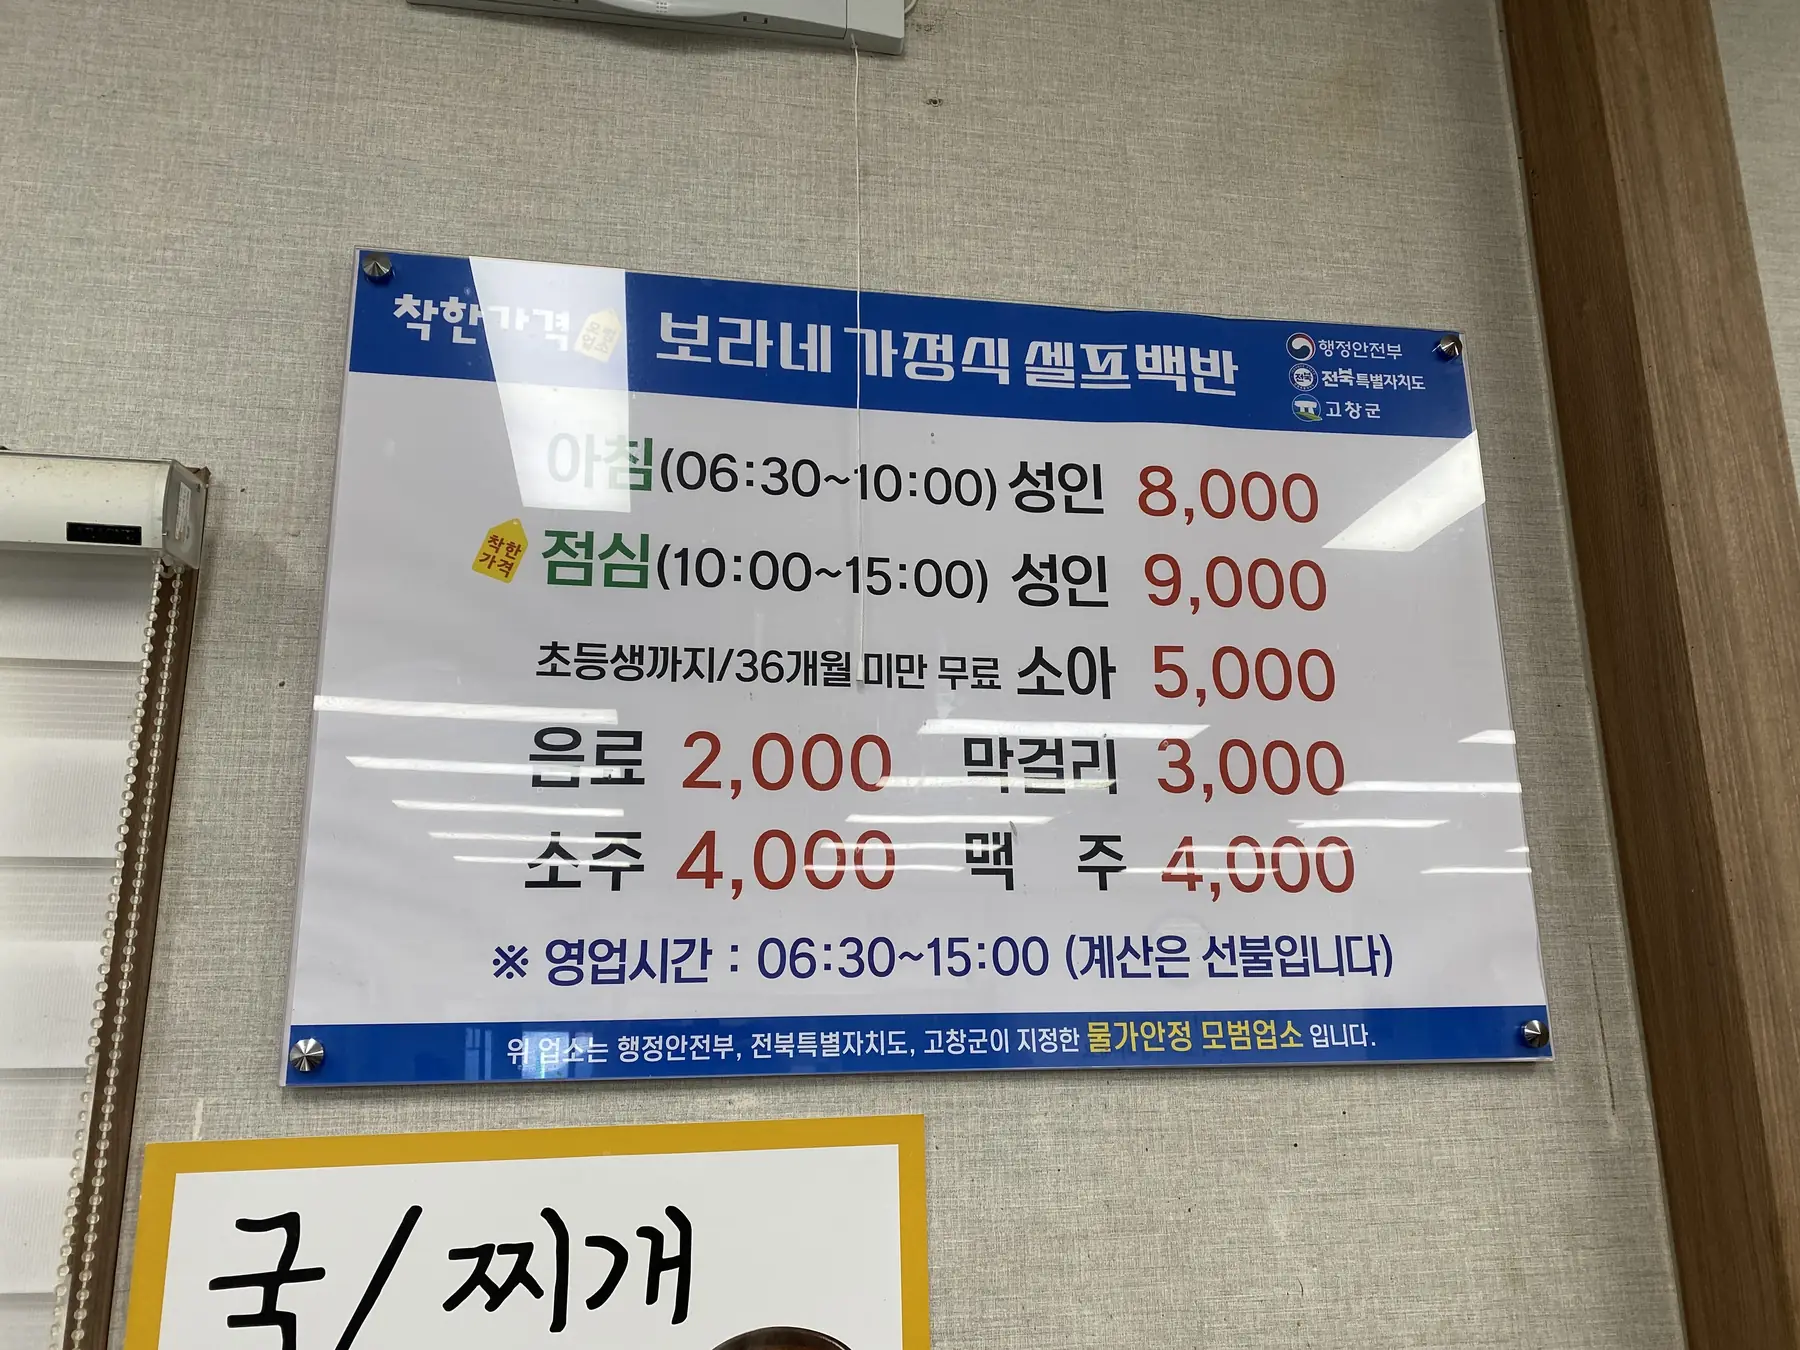 착한가격 모범업소 보라네 가정식 셀프백반
행정안전부
전북특별자치도
고창군
아침(06:30~10:00) 성인 8,000
착한가격 점심(10:00~15:00) 성인 9,000
초등생까지/36개월 미만 무료 소아 5,000
음료 2,000 막걸리 3,000
소주 4,000 맥 주 4,000
※ 영업시간 : 06:30~15:00 (계산은 선불입니다)
위 업소는 행정안전부, 전북특별자치도, 고창군이 지정한 물가안정 모범업소 입니다.
국/찌개